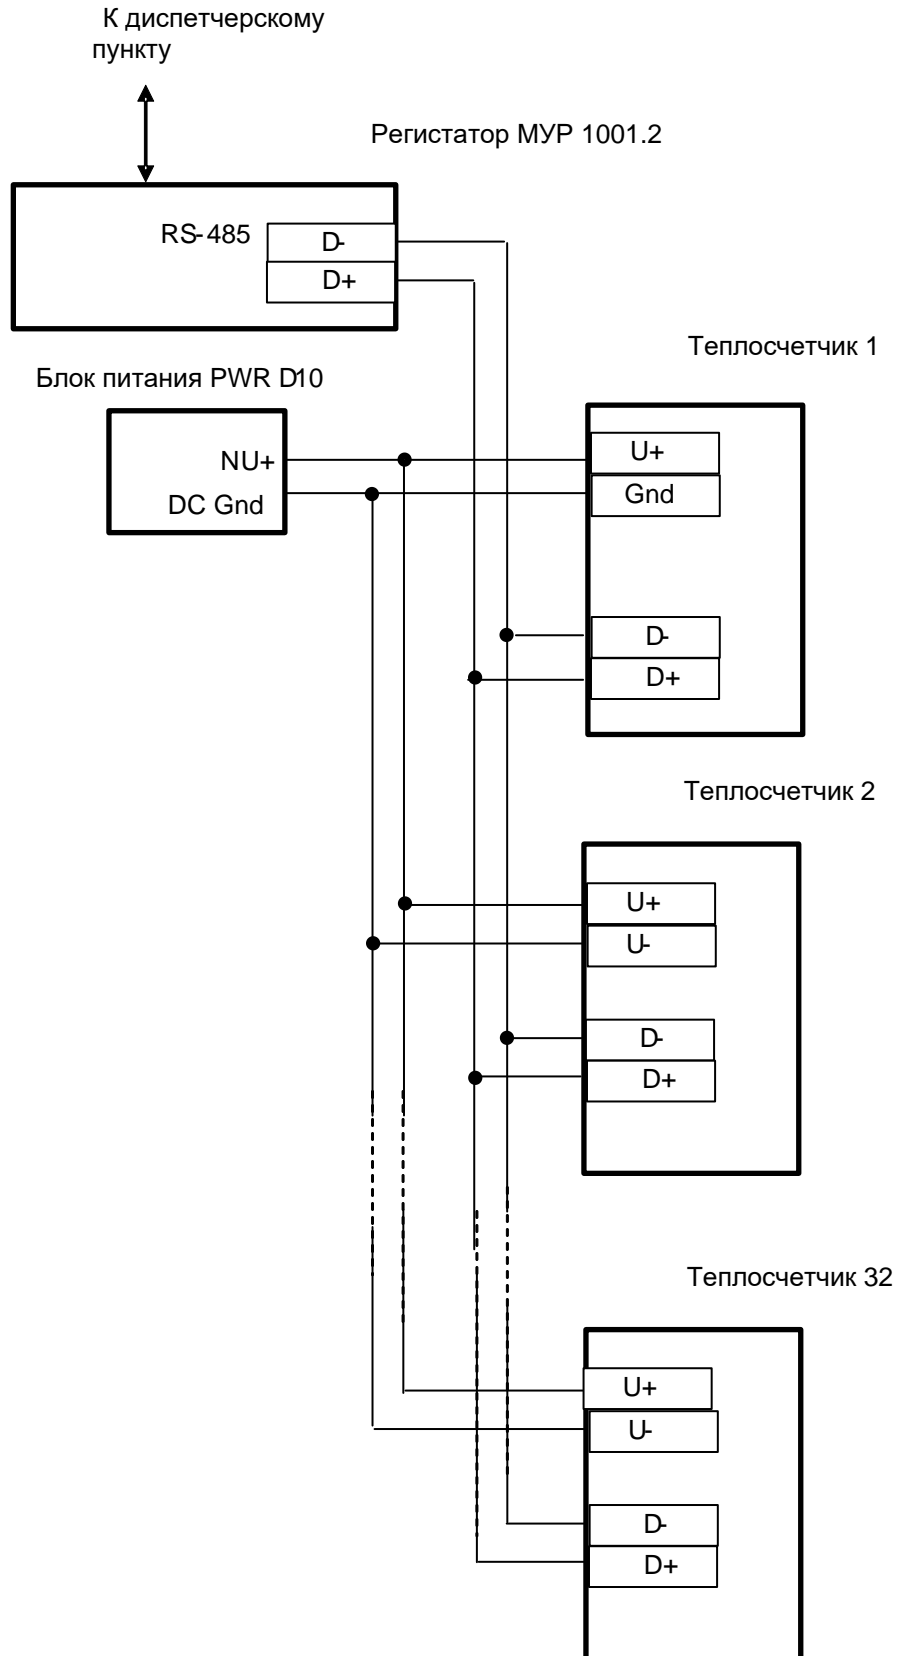 К диспетчерскому
пункту
Регистатор МУР 1001.2
RS-485
D-
D+
Теплосчетчик 1
Блок питания PWR D10
NU+
DC Gnd
U+
Gnd
D-
D+
Теплосчетчик 2
U+
U-
D-
D+
Теплосчетчик 32
U+
U-
D-
D+